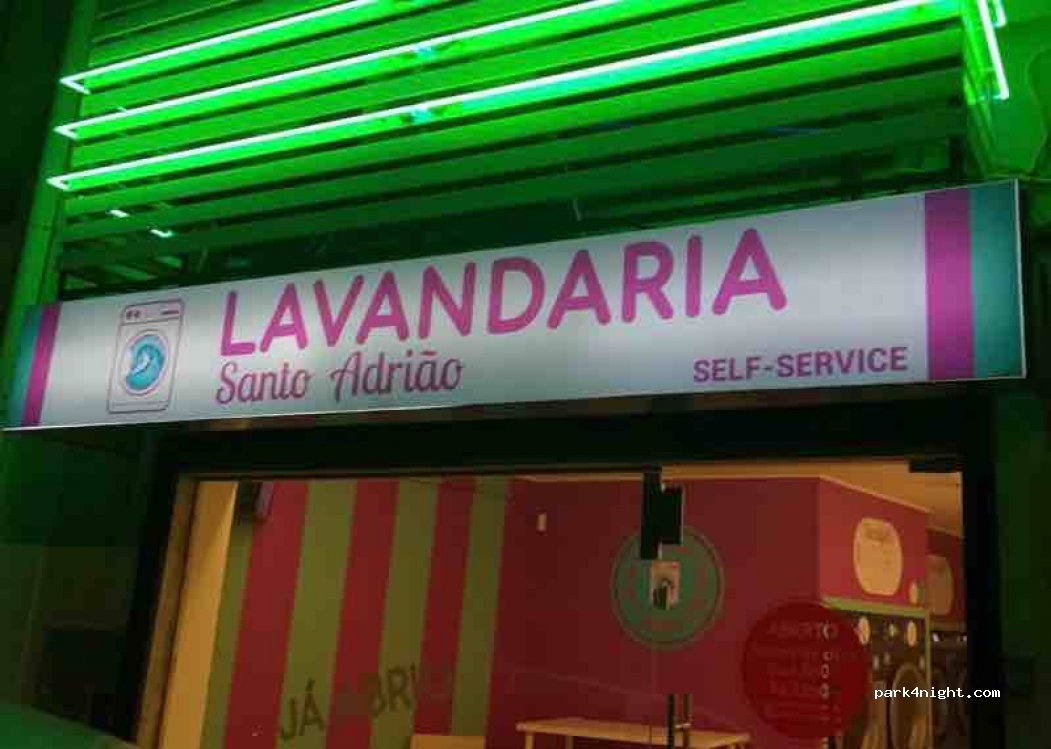 LAVANDARIA
Santo Adrião
SELF-SERVICE
JÁ ABRIU
ABERTO
park4night.com